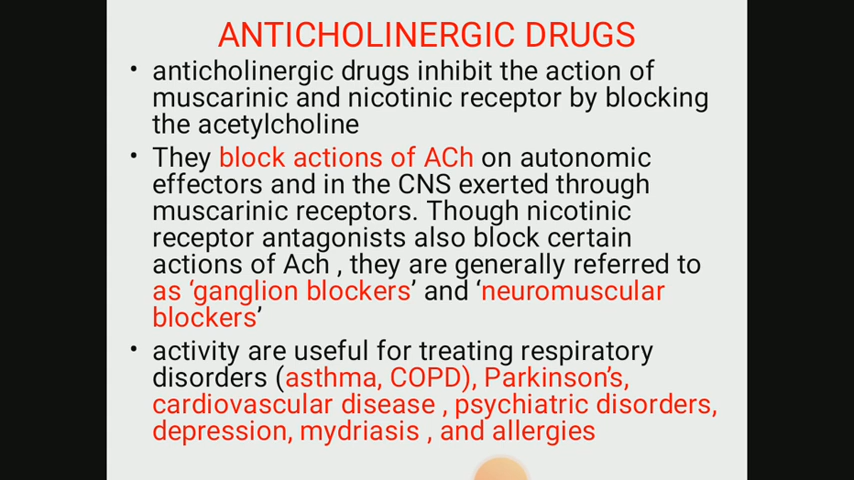 ANTICHOLINERGIC DRUGS
• anticholinergic drugs inhibit the action of
muscarinic and nicotinic receptor by blocking
the acetylcholine
• They block actions of ACh on autonomic
effectors and in the CNS exerted through
muscarinic receptors. Though nicotinic
receptor antagonists also block certain
actions of Ach , they are generally referred to
as ‘ganglion blockers’ and ‘neuromuscular
blockers’
• activity are useful for treating respiratory
disorders (asthma, COPD), Parkinson’s,
cardiovascular disease , psychiatric disorders,
depression, mydriasis , and allergies